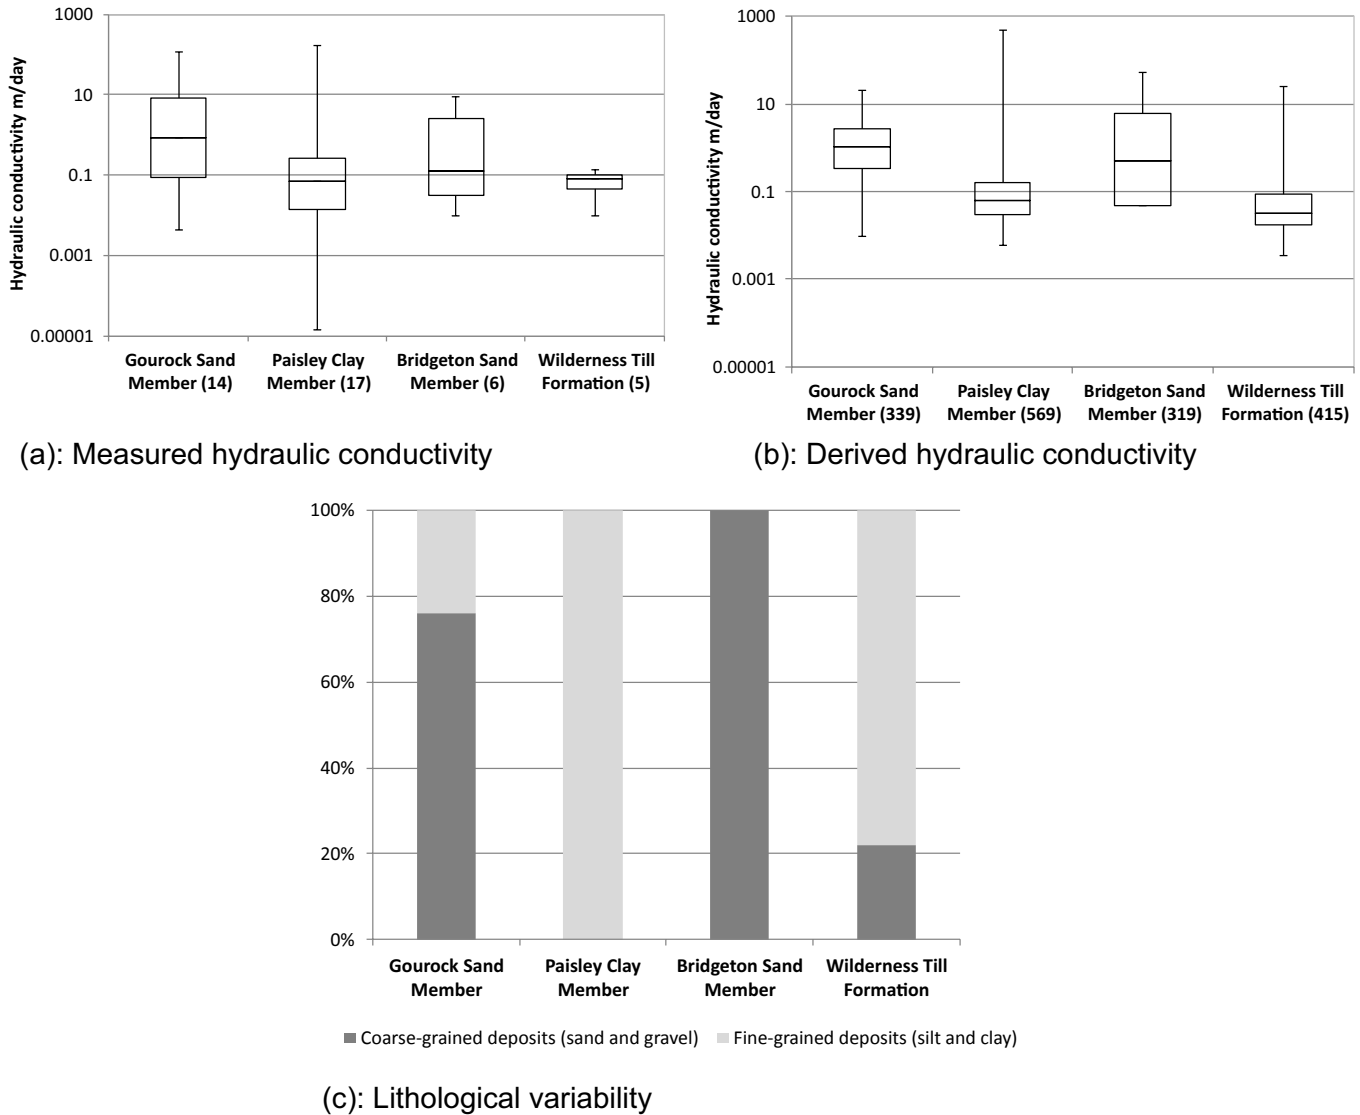 Hydraulic conductivity m/day
1000
10
0.1
0.001
0.00001
Gourock Sand Member (14)
Paisley Clay Member (17)
Bridgeton Sand Member (6)
Wilderness Till Formation (5)
(a): Measured hydraulic conductivity
Hydraulic conductivity m/day
1000
10
0.1
0.001
0.00001
Gourock Sand Member (339)
Paisley Clay Member (569)
Bridgeton Sand Member (319)
Wilderness Till Formation (415)
(b): Derived hydraulic conductivity
100%
80%
60%
40%
20%
0%
Gourock Sand Member
Paisley Clay Member
Bridgeton Sand Member
Wilderness Till Formation
Coarse-grained deposits (sand and gravel)
Fine-grained deposits (silt and clay)
(c): Lithological variability